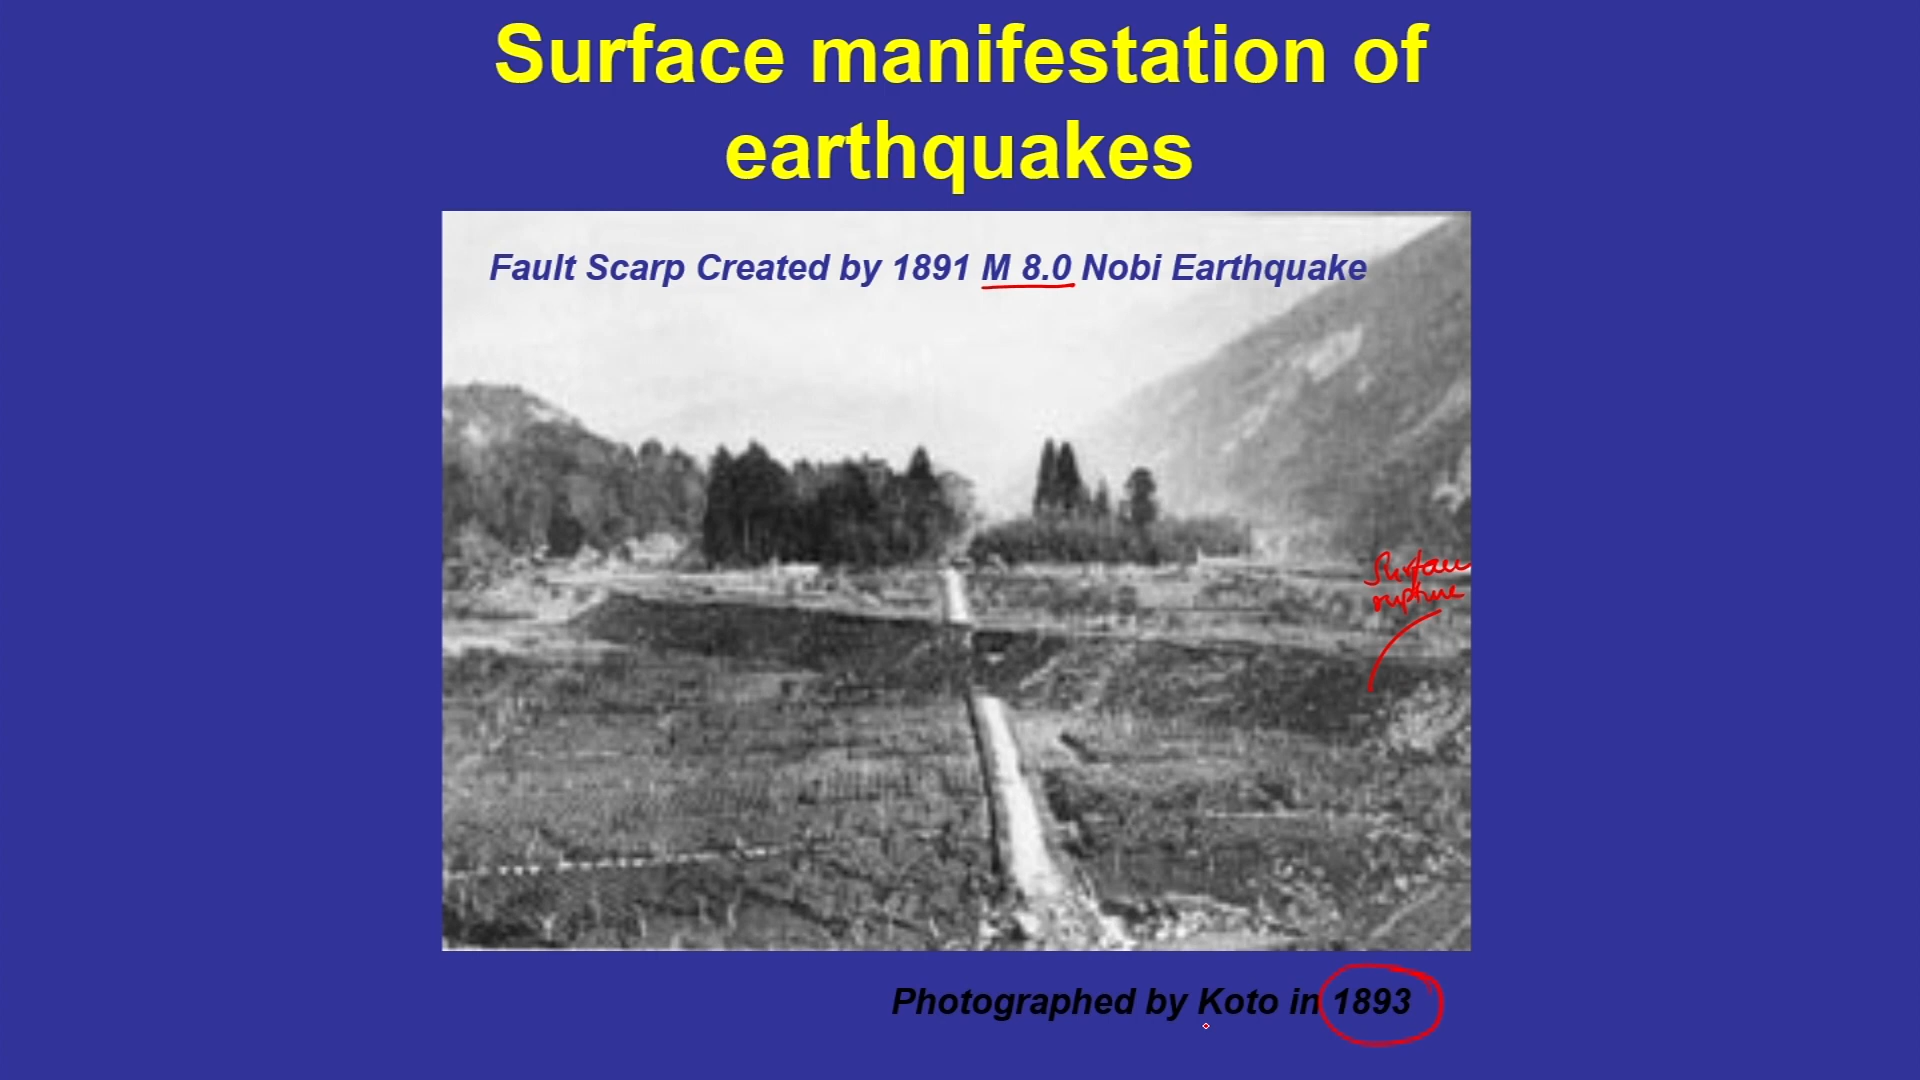 Surface manifestation of
earthquakes
Fault Scarp Created by 1891 M 8.0 Nobi Earthquake
Surface
rupture
Photographed by Koto in 1893